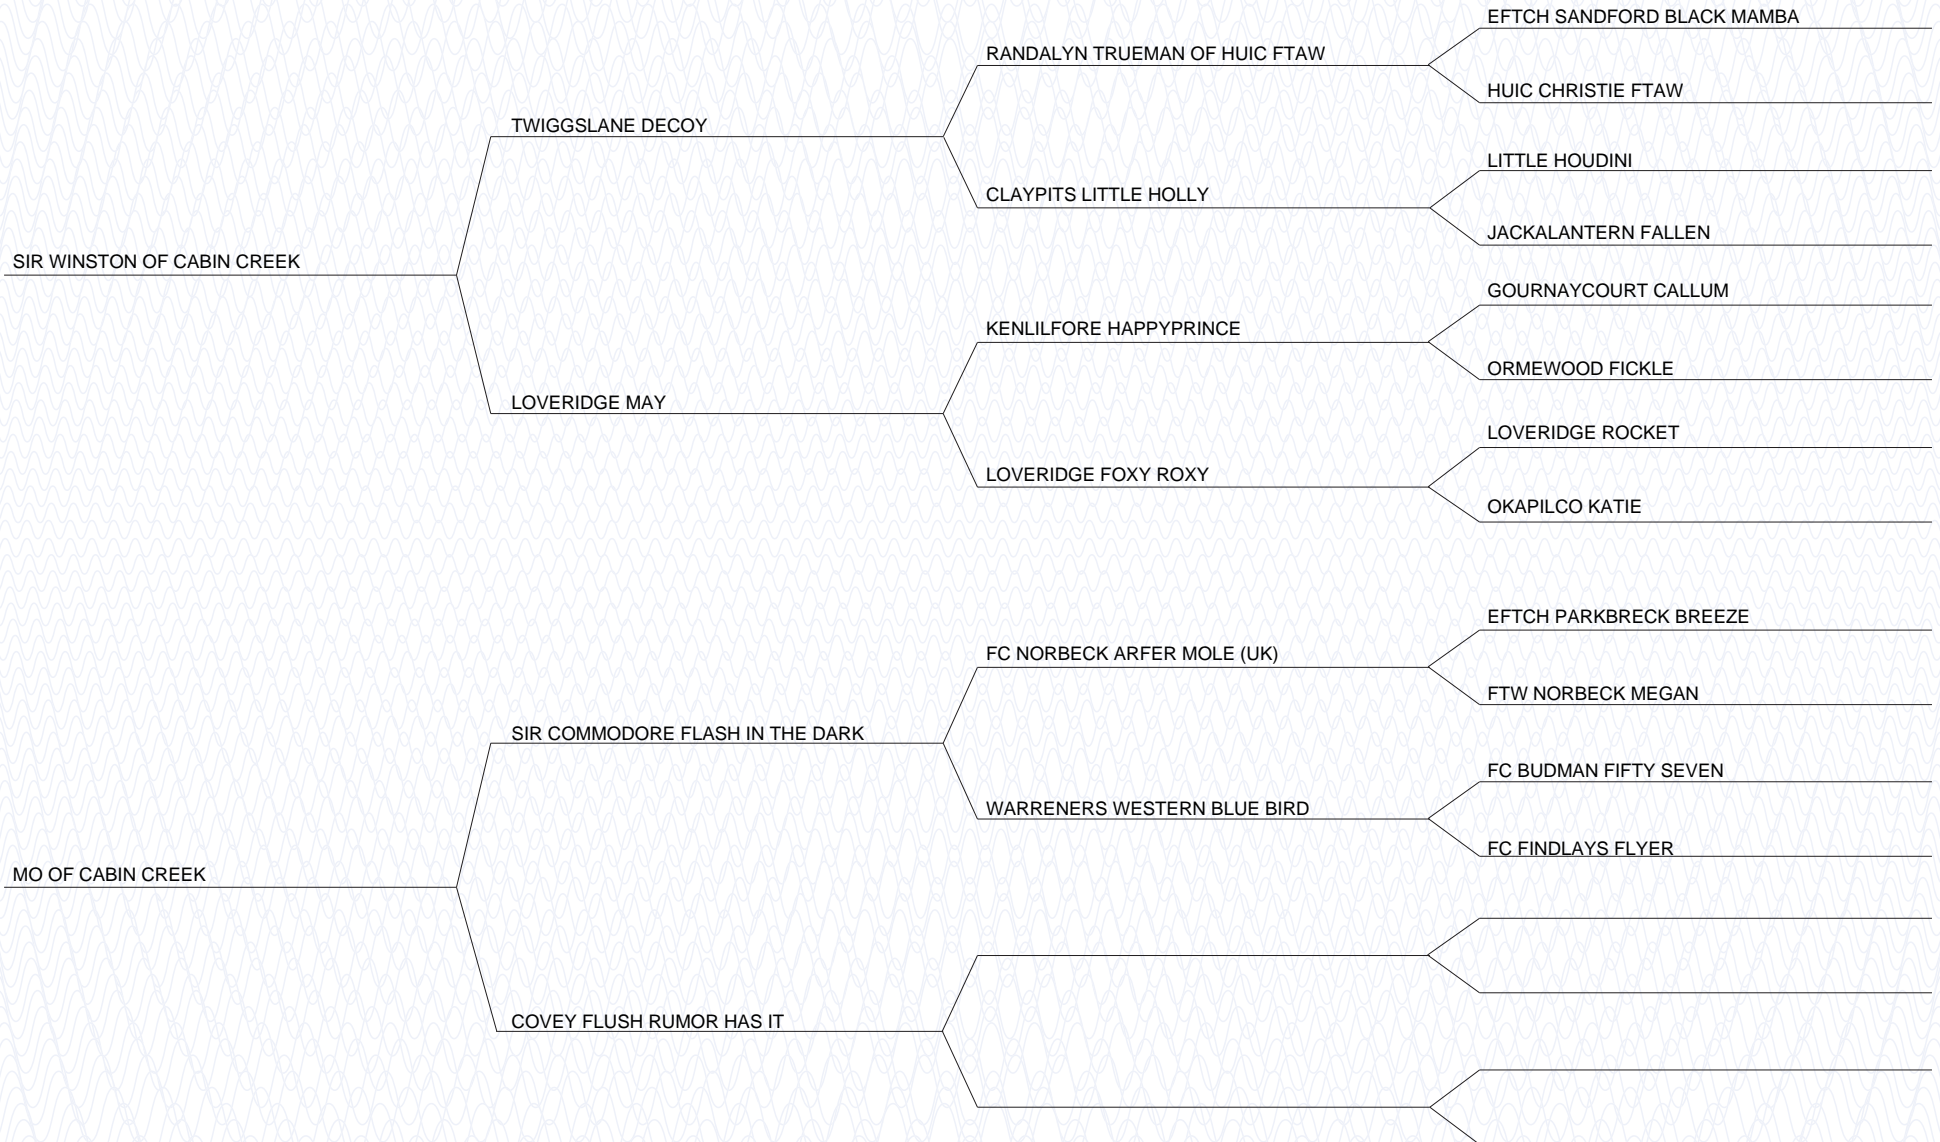 EFTCH SANDFORD BLACK MAMBA
RANDALYN TRUEMAN OF HUIC FTAW
HUIC CHRISTIE FTAW
TWIGGSLANE DECOY
LITTLE HOUDINI
CLAYPITS LITTLE HOLLY
JACKALANTERN FALLEN
SIR WINSTON OF CABIN CREEK
GOURNAYCOURT CALLUM
KENLILFORE HAPPYPRINCE
ORMEWOOD FICKLE
LOVERIDGE MAY
LOVERIDGE ROCKET
LOVERIDGE FOXY ROXY
OKAPILCO KATIE
EFTCH PARKBRECK BREEZE
FC NORBECK ARFER MOLE (UK)
FTW NORBECK MEGAN
SIR COMMODORE FLASH IN THE DARK
FC BUDMAN FIFTY SEVEN
WARRENERS WESTERN BLUE BIRD
FC FINDLAYS FLYER
MO OF CABIN CREEK
COVEY FLUSH RUMOR HAS IT